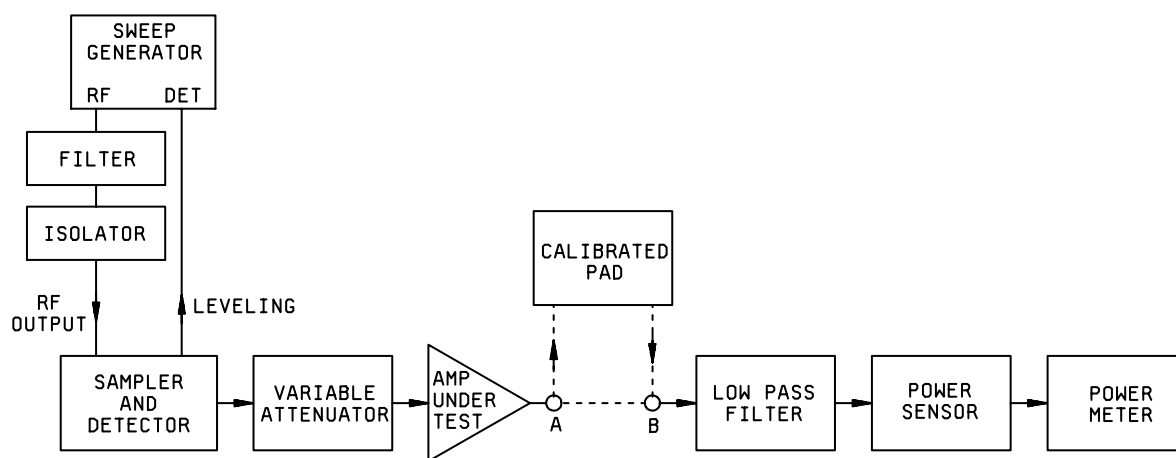 SWEEP
GENERATOR
RF DET
FILTER
ISOLATOR
RF
OUTPUT
LEVELING
CALIBRATED
PAD
SAMPLER
AND
DETECTOR
VARIABLE
ATTENUATOR
AMP
UNDER
TEST
A
B
LOW PASS
FILTER
POWER
SENSOR
POWER
METER